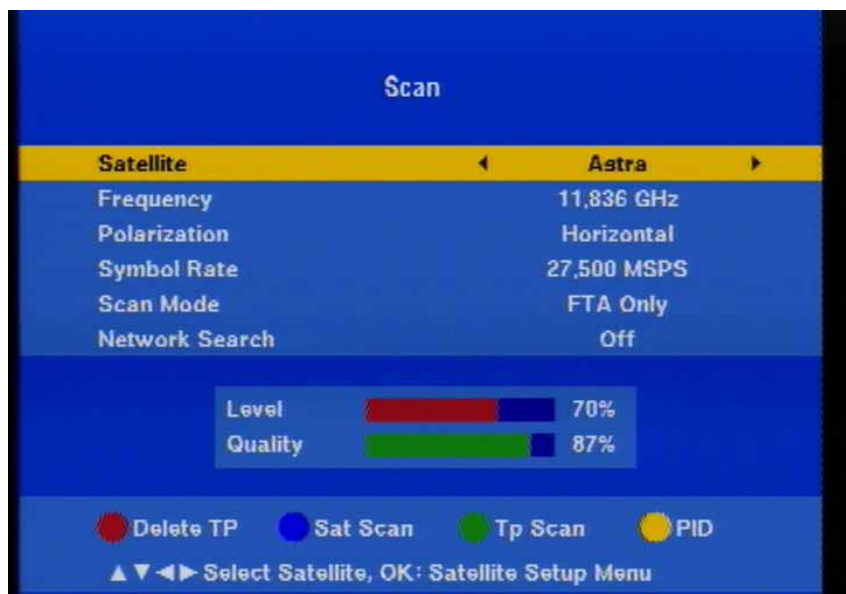 Scan
Satellite ◀ Astra ▶
Frequency 11,836 GHz
Polarization Horizontal
Symbol Rate 27,500 MSPS
Scan Mode FTA Only
Network Search Off
Level 70%
Quality 87%
Delete TP Sat Scan Tp Scan PID
▲▼◀▶ Select Satellite, OK: Satellite Setup Menu